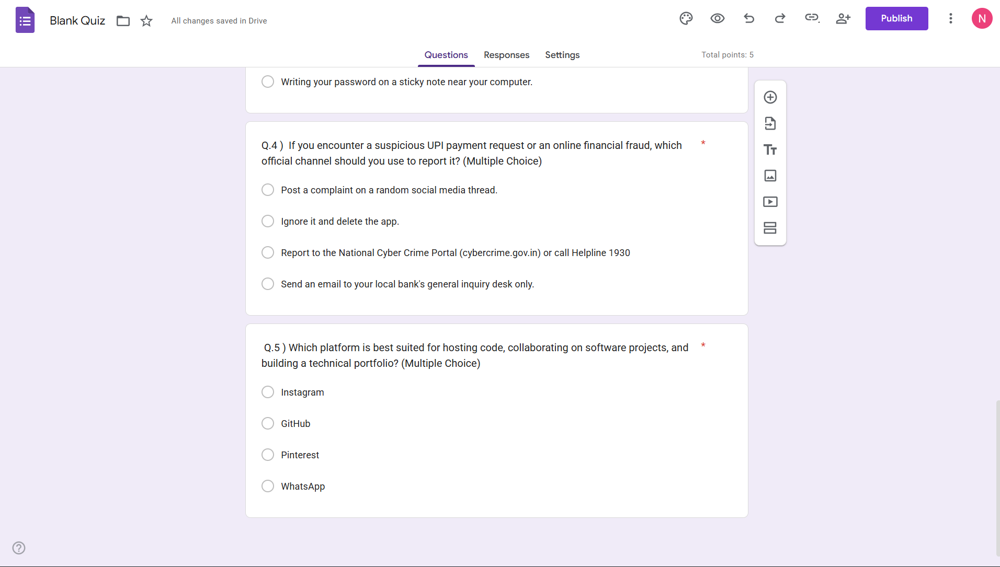 Blank Quiz
All changes saved in Drive
Publish
N
Questions
Responses
Settings
Total points: 5
Writing your password on a sticky note near your computer.
Q.4 )  If you encounter a suspicious UPI payment request or an online financial fraud, which *
official channel should you use to report it? (Multiple Choice)
Post a complaint on a random social media thread.
Ignore it and delete the app.
Report to the National Cyber Crime Portal (cybercrime.gov.in) or call Helpline 1930
Send an email to your local bank's general inquiry desk only.
Q.5 ) Which platform is best suited for hosting code, collaborating on software projects, and *
building a technical portfolio? (Multiple Choice)
Instagram
GitHub
Pinterest
WhatsApp